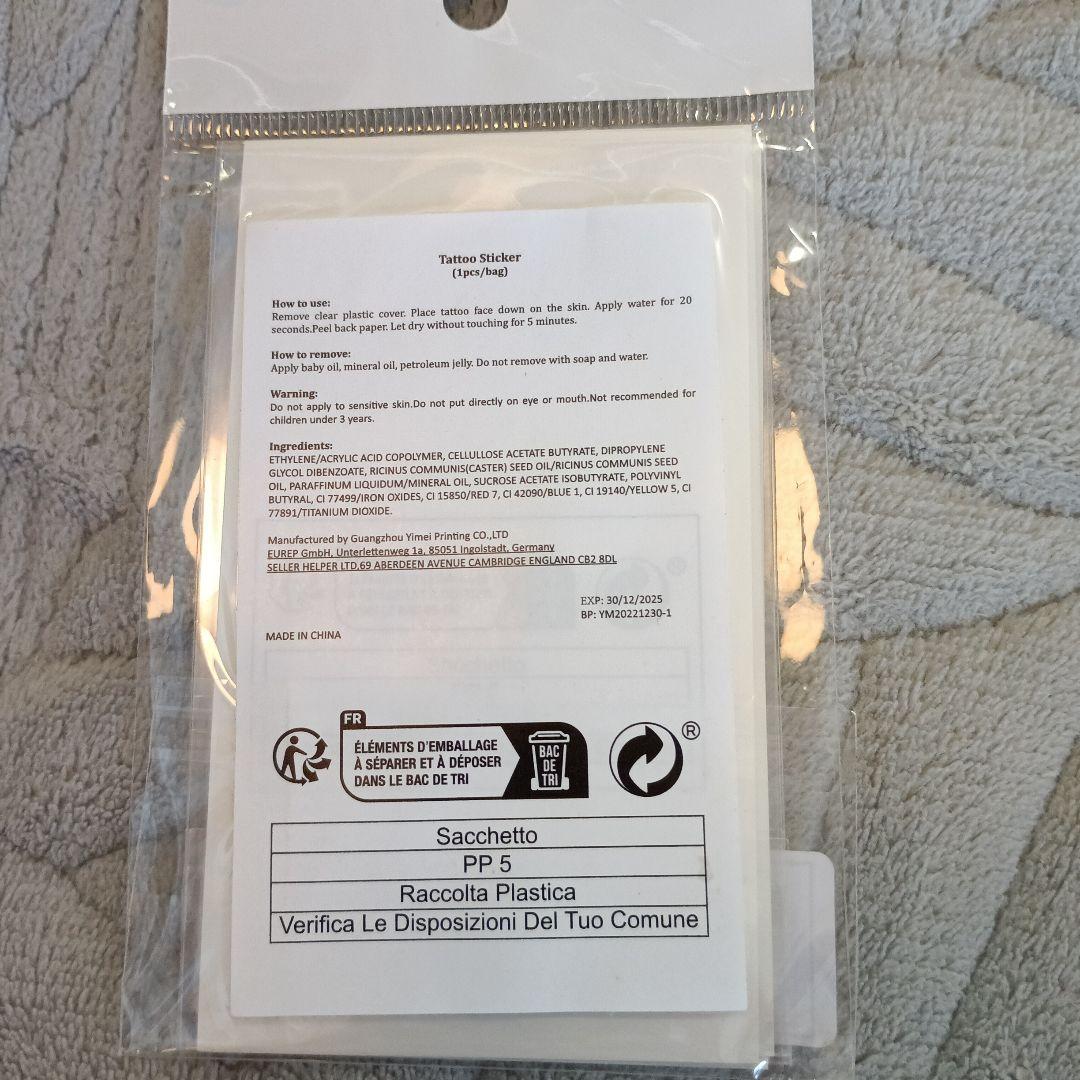 Tattoo Sticker
(1pcs/bag)
How to use:
Remove clear plastic cover. Place tattoo face down on the skin. Apply water for 20
seconds.Peel back paper. Let dry without touching for 5 minutes.
How to remove:
Apply baby oil, mineral oil, petroleum jelly. Do not remove with soap and water.
Warning:
Do not apply to sensitive skin.Do not put directly on eye or mouth.Not recommended for
children under 3 years.
Ingredients:
ETHYLENE/ACRYLIC ACID COPOLYMER, CELLULLOSE ACETATE BUTYRATE, DIPROPYLENE
GLYCOL DIBENZOATE, RICINUS COMMUNIS(CASTER) SEED OIL/RICINUS COMMUNIS SEED
OIL, PARAFFINUM LIQUIDUM/MINERAL OIL, SUCROSE ACETATE ISOBUTYRATE, POLYVINYL
BUTYRAL, CI 77499/IRON OXIDES, CI 15850/RED 7, CI 42090/BLUE 1, CI 19140/YELLOW 5, CI
77891/TITANIUM DIOXIDE.
Manufactured by Guangzhou Yimei Printing CO.,LTD
EUREP GmbH, Unterlettenweg 1a, 85051 Ingolstadt, Germany
SELLER HELPER LTD,69 ABERDEEN AVENUE CAMBRIDGE ENGLAND CB2 8DL
EXP: 30/12/2025
BP: YM20221230-1
MADE IN CHINA
FR
ÉLÉMENTS D'EMBALLAGE
À SÉPARER ET À DÉPOSER
DANS LE BAC DE TRI
BAC
DE
TRI
®
Sacchetto
PP 5
Raccolta Plastica
Verifica Le Disposizioni Del Tuo Comune